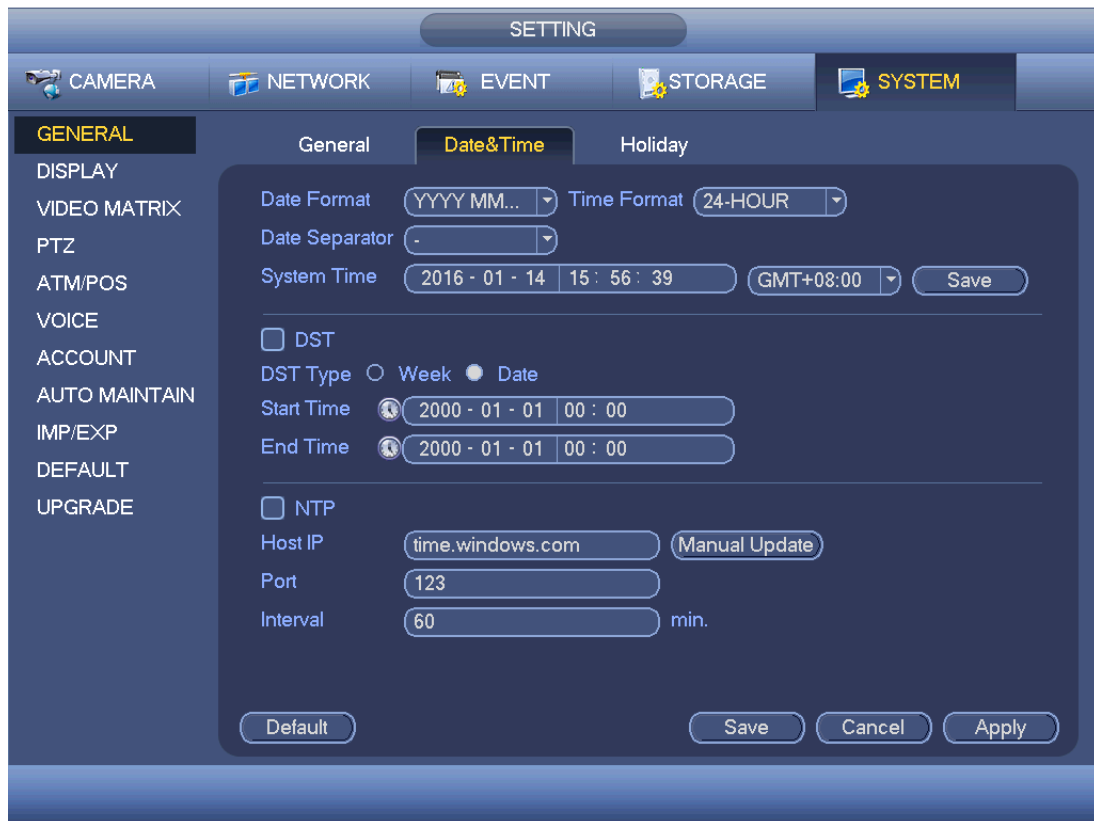 SETTING
CAMERA NETWORK EVENT STORAGE SYSTEM
GENERAL
DISPLAY
VIDEO MATRIX
PTZ
ATM/POS
VOICE
ACCOUNT
AUTO MAINTAIN
IMP/EXP
DEFAULT
UPGRADE
General Date&Time Holiday
Date Format YYYY MM... Time Format 24-HOUR
Date Separator -
System Time 2016 - 01 - 14 15 : 56 : 39 GMT+08:00 Save
DST
DST Type Week Date
Start Time 2000 - 01 - 01 00 : 00
End Time 2000 - 01 - 01 00 : 00
NTP
Host IP time.windows.com Manual Update
Port 123
Interval 60 min.
Default Save Cancel Apply